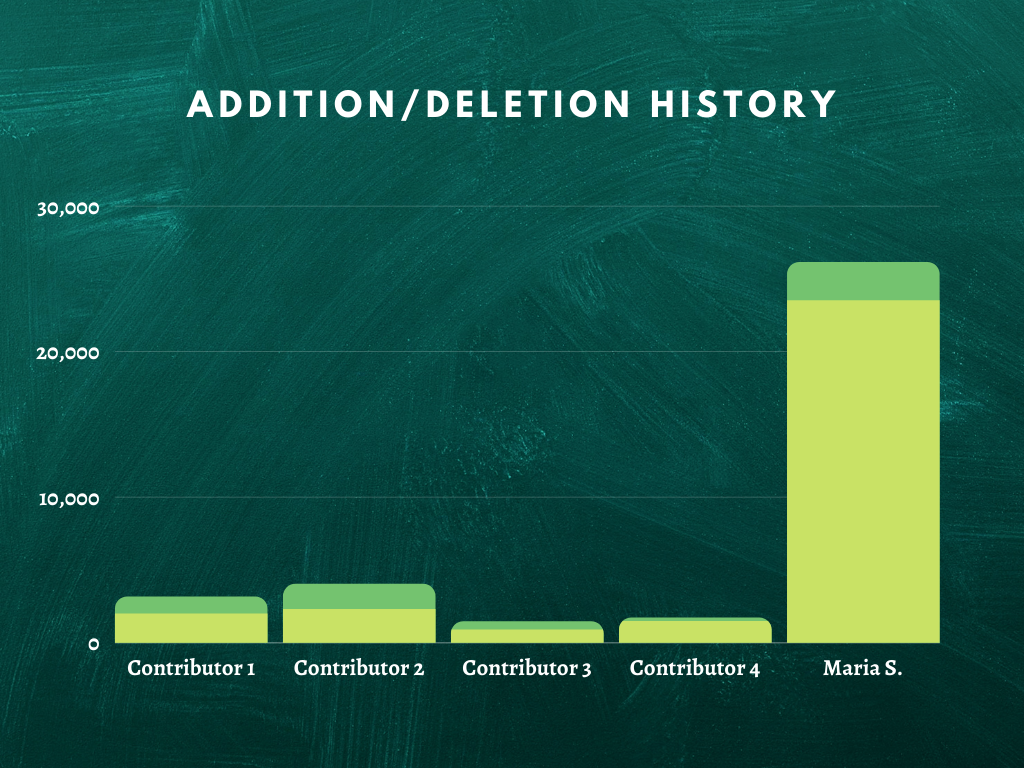 ADDITION/DELETION HISTORY
30,000
20,000
10,000
0
Contributor 1 Contributor 2 Contributor 3 Contributor 4 Maria S.